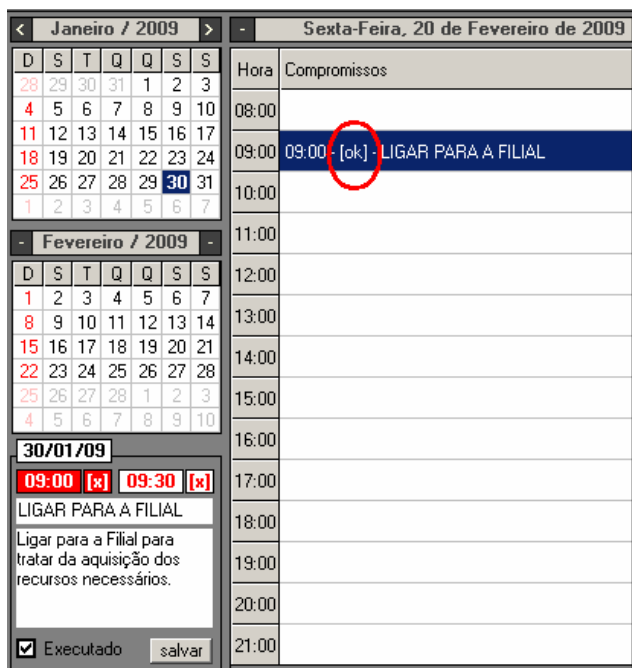 < Janeiro / 2009 >
D S T Q Q S S
28 29 30 31 1 2 3
4 5 6 7 8 9 10
11 12 13 14 15 16 17
18 19 20 21 22 23 24
25 26 27 28 29 30 31
1 2 3 4 5 6 7
- Fevereiro / 2009 -
D S T Q Q S S
1 2 3 4 5 6 7
8 9 10 11 12 13 14
15 16 17 18 19 20 21
22 23 24 25 26 27 28
25 26 27 28 1 2 3
4 5 6 7 8 9 10
30/01/09
09:00 [x] 09:30 [x]
LIGAR PARA A FILIAL
Ligar para a Filial para
tratar da aquisição dos
recursos necessários.
Executado salvar
- Sexta-Feira, 20 de Fevereiro de 2009
Hora Compromissos
08:00
09:00 09:00 - [ok] - LIGAR PARA A FILIAL
10:00
11:00
12:00
13:00
14:00
15:00
16:00
17:00
18:00
19:00
20:00
21:00